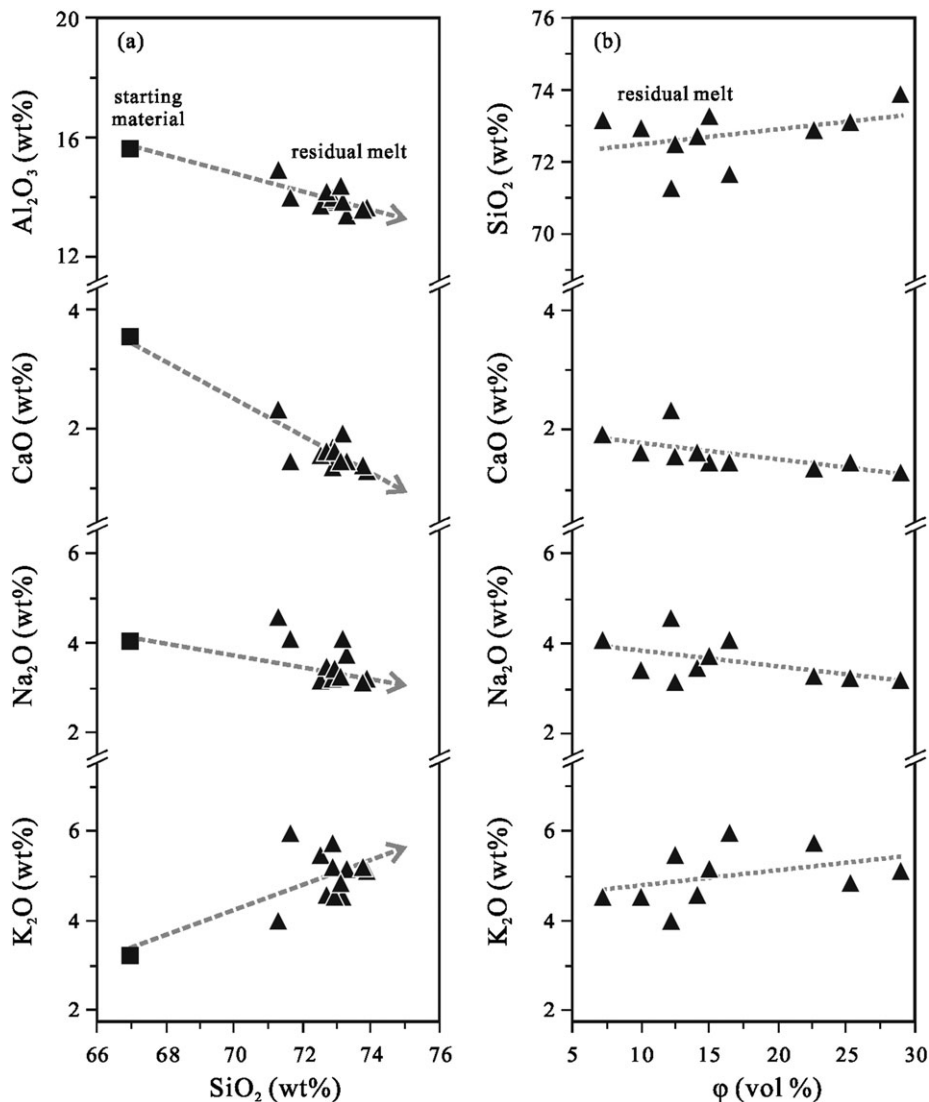 (a)
starting
material
residual melt
Al2O3 (wt%)
20
16
12
CaO (wt%)
4
2
Na2O (wt%)
6
4
2
K2O (wt%)
6
4
2
66 68 70 72 74 76
SiO2 (wt%)
(b)
residual melt
SiO2 (wt%)
76
74
72
70
CaO (wt%)
4
2
Na2O (wt%)
6
4
2
K2O (wt%)
6
4
2
5 10 15 20 25 30
φ (vol %)